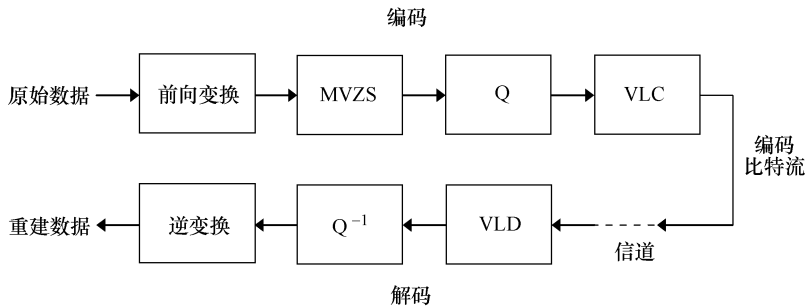 编码
原始数据
前向变换
MVZS
Q
VLC
编码
比特流
重建数据
逆变换
Q⁻¹
VLD
信道
解码